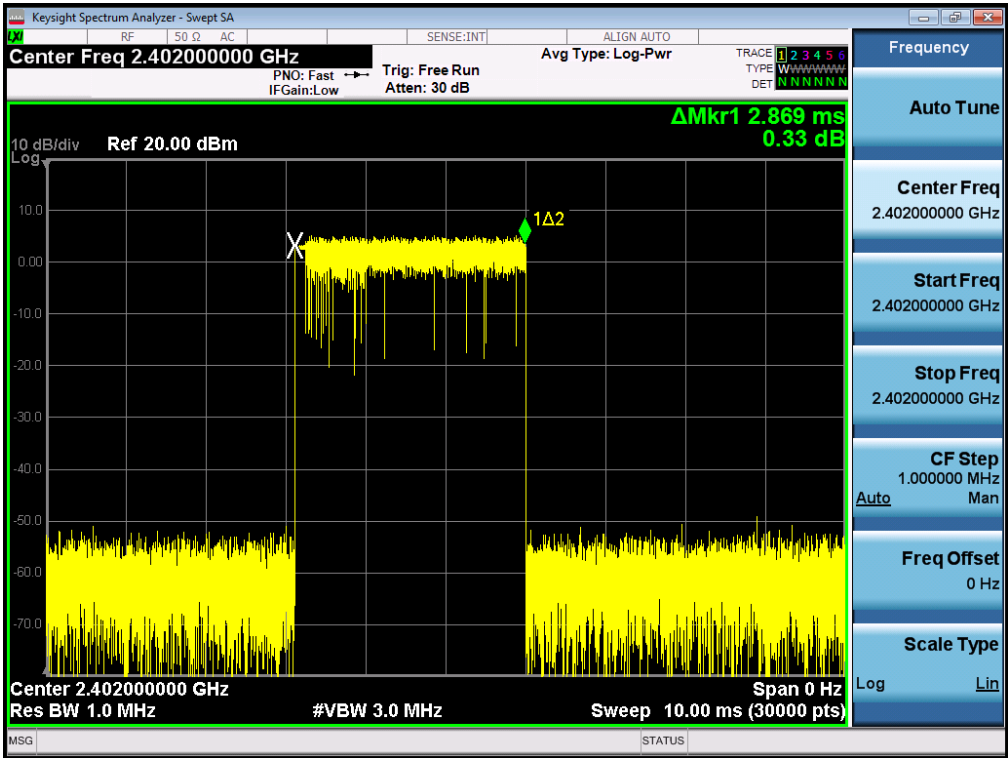 Keysight Spectrum Analyzer - Swept SA
LXI RF 50 Ω AC SENSE:INT ALIGN AUTO
Center Freq 2.402000000 GHz
PNO: Fast
IFGain:Low
Trig: Free Run
Atten: 30 dB
Avg Type: Log-Pwr
TRACE 1 2 3 4 5 6
TYPE W W W W W W
DET N N N N N N
ΔMkr1 2.869 ms
0.33 dB
10 dB/div Ref 20.00 dBm
Log
10.0
1Δ2
0.00
-10.0
-20.0
-30.0
-40.0
-50.0
-60.0
-70.0
Center 2.402000000 GHz Span 0 Hz
Res BW 1.0 MHz #VBW 3.0 MHz Sweep 10.00 ms (30000 pts)
MSG STATUS
Frequency
Auto Tune
Center Freq
2.402000000 GHz
Start Freq
2.402000000 GHz
Stop Freq
2.402000000 GHz
CF Step
1.000000 MHz
Auto Man
Freq Offset
0 Hz
Scale Type
Log Lin